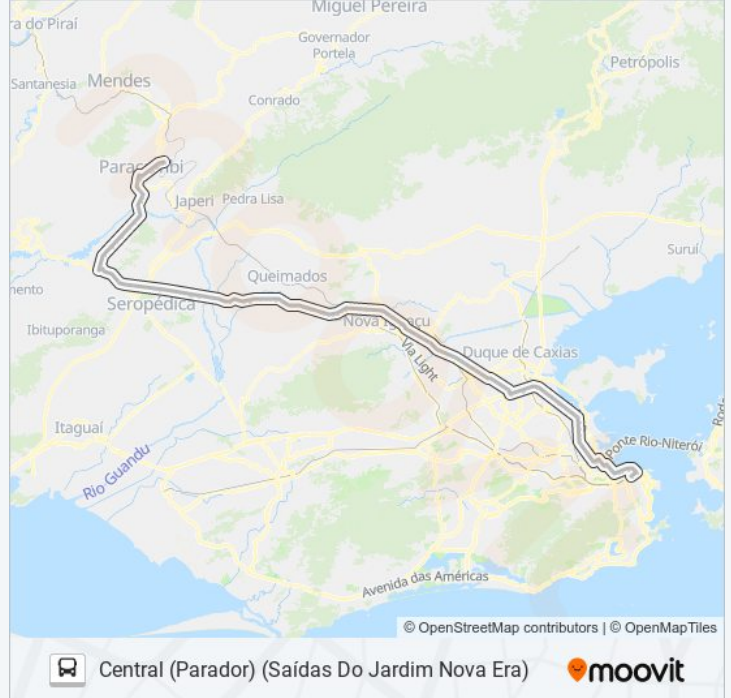 Miguel Pereira
ra do Piraí
Governador
Portela
Petrópolis
Santanesia
Mendes
Conrado
Japeri
Pedra Lisa
Suruí
Queimados
Seropédica
Ibituporanga
Nova
Via Light
Duque de Caxias
Itaguaí
Rio Guandu
Ponte Rio-Niterói
Avenida das Américas
© OpenStreetMap contributors | © OpenMapTiles
Central (Parador) (Saídas Do Jardim Nova Era)
moovit